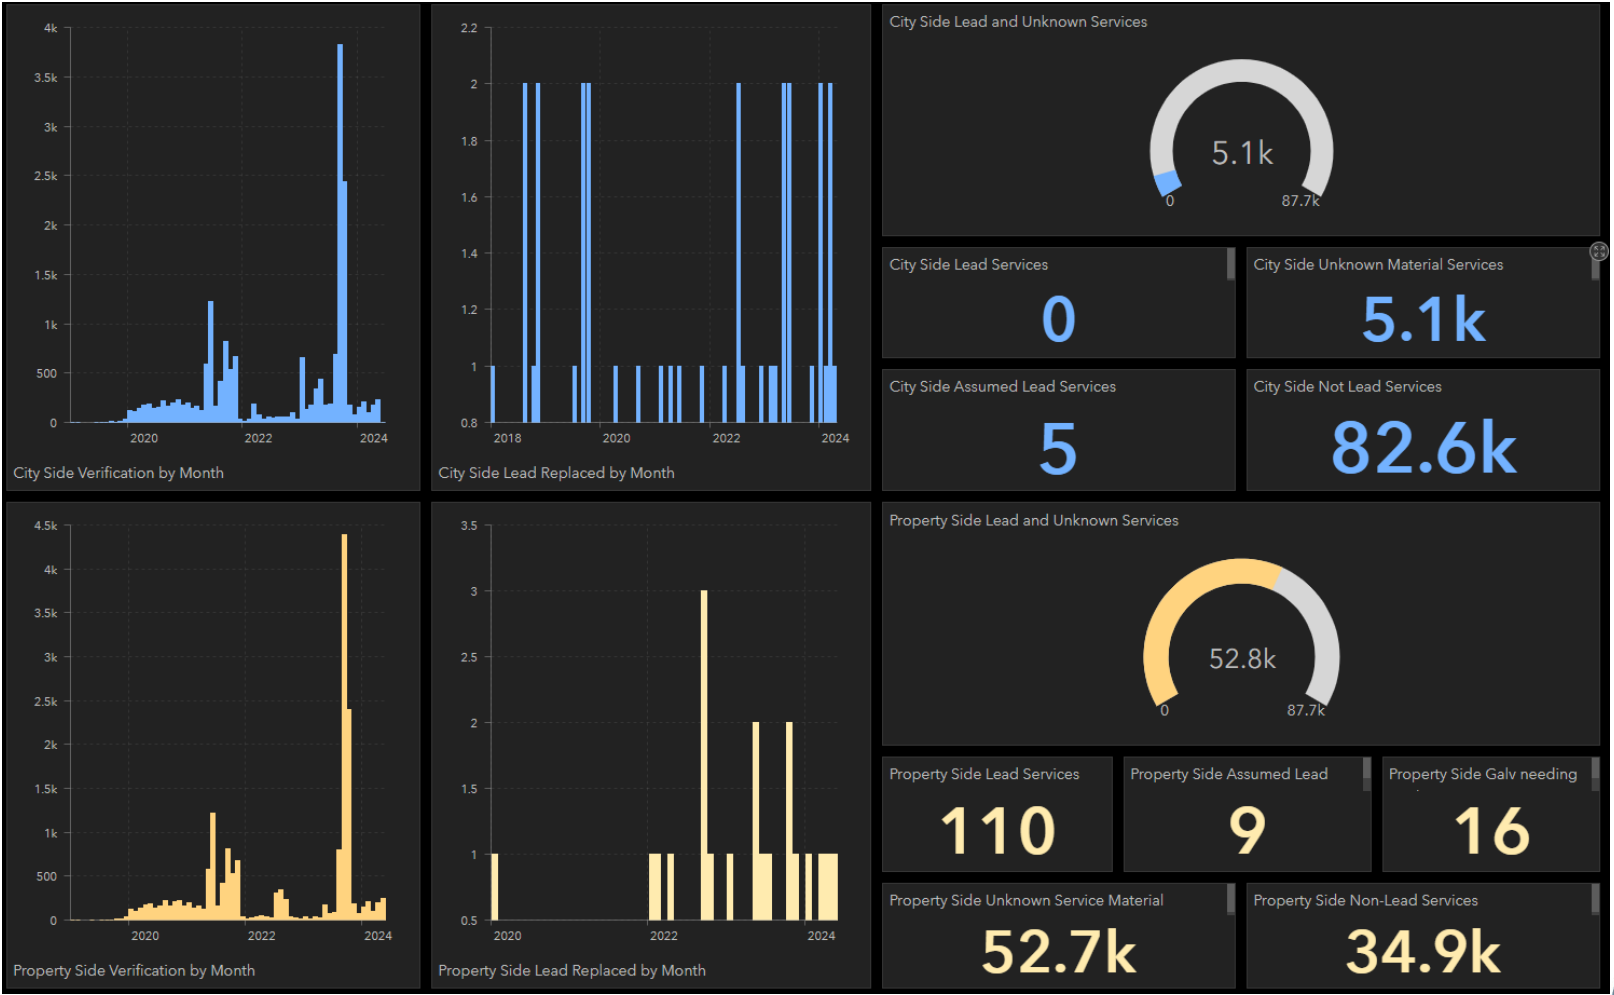 4k
3.5k
3k
2.5k
2k
1.5k
1k
500
0
2020 2022 2024
City Side Verification by Month
2.2
2
1.8
1.6
1.4
1.2
1
0.8
2018 2020 2022 2024
City Side Lead Replaced by Month
City Side Lead and Unknown Services
5.1k
0 87.7k
City Side Lead Services
0
City Side Unknown Material Services
5.1k
City Side Assumed Lead Services
5
City Side Not Lead Services
82.6k
4.5k
4k
3.5k
3k
2.5k
2k
1.5k
1k
500
0
2020 2022 2024
Property Side Verification by Month
3.5
3
2.5
2
1.5
1
0.5
2020 2022 2024
Property Side Lead Replaced by Month
Property Side Lead and Unknown Services
52.8k
0 87.7k
Property Side Lead Services
110
Property Side Assumed Lead
9
Property Side Galv needing
16
Property Side Unknown Service Material
52.7k
Property Side Non-Lead Services
34.9k